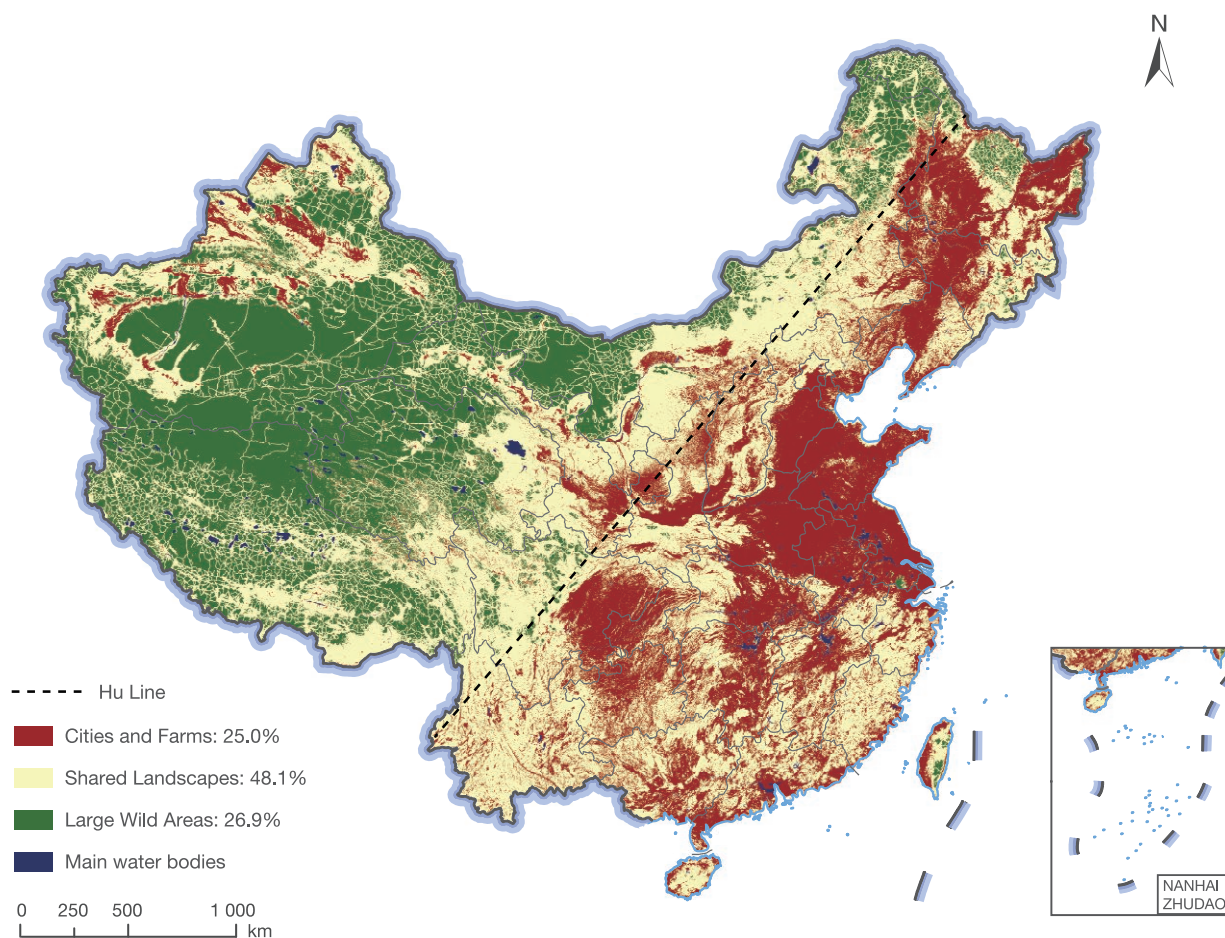 N
Hu Line
Cities and Farms: 25.0%
Shared Landscapes: 48.1%
Large Wild Areas: 26.9%
Main water bodies
0 250 500 1 000
km
NANHAI
ZHUDAO